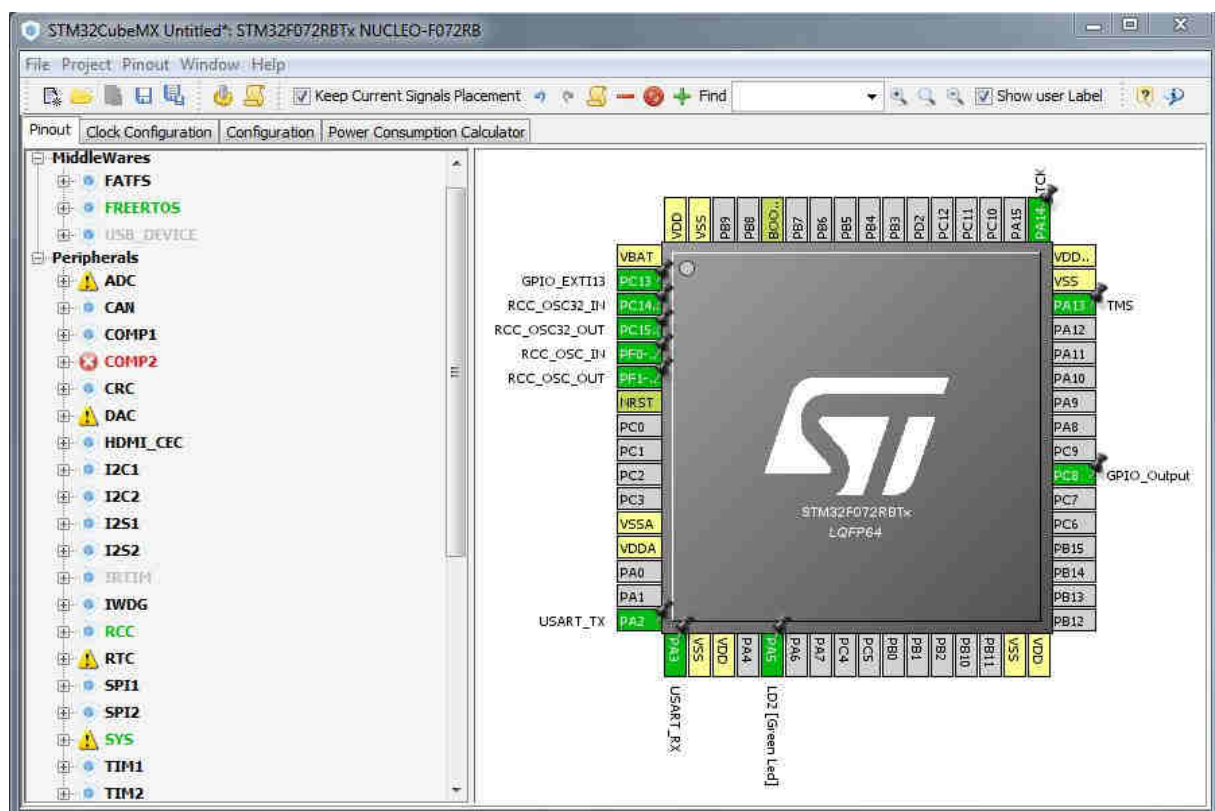 STM32CubeMX Untitled*: STM32F072RBTx NUCLEO-F072RB
File Project Pinout Window Help
Keep Current Signals Placement Find Show user Label
Pinout Clock Configuration Configuration Power Consumption Calculator
MiddleWares
FATFS
FREERTOS
USB_DEVICE
Peripherals
ADC
CAN
COMP1
COMP2
CRC
DAC
HDMI_CEC
I2C1
I2C2
I2S1
I2S2
IRTIM
IWDG
RCC
RTC
SPI1
SPI2
SYS
TIM1
TIM2
TCK
VDD VSS PB9 PB8 BOO.. PB7 PB6 PB5 PB4 PB3 PD2 PC12 PC11 PC10 PA15 PA14
VBAT
GPIO_EXTI13 PC13
RCC_OSC32_IN PC14..
RCC_OSC32_OUT PC15..
RCC_OSC_IN PF0-..
RCC_OSC_OUT PF1-..
NRST
PC0
PC1
PC2
PC3
VSSA
VDDA
PA0
PA1
USART_TX PA2
ST
STM32F072RBTx
LQFP64
VDD..
VSS
PA13 TMS
PA12
PA11
PA10
PA9
PA8
PC9
PC8 GPIO_Output
PC7
PC6
PB15
PB14
PB13
PB12
PA3 VSS VDD PA4 PA5 PA6 PA7 PC4 PC5 PB0 PB1 PB2 PB10 PB11 VSS VDD
USART_RX
LD2 [Green Led]